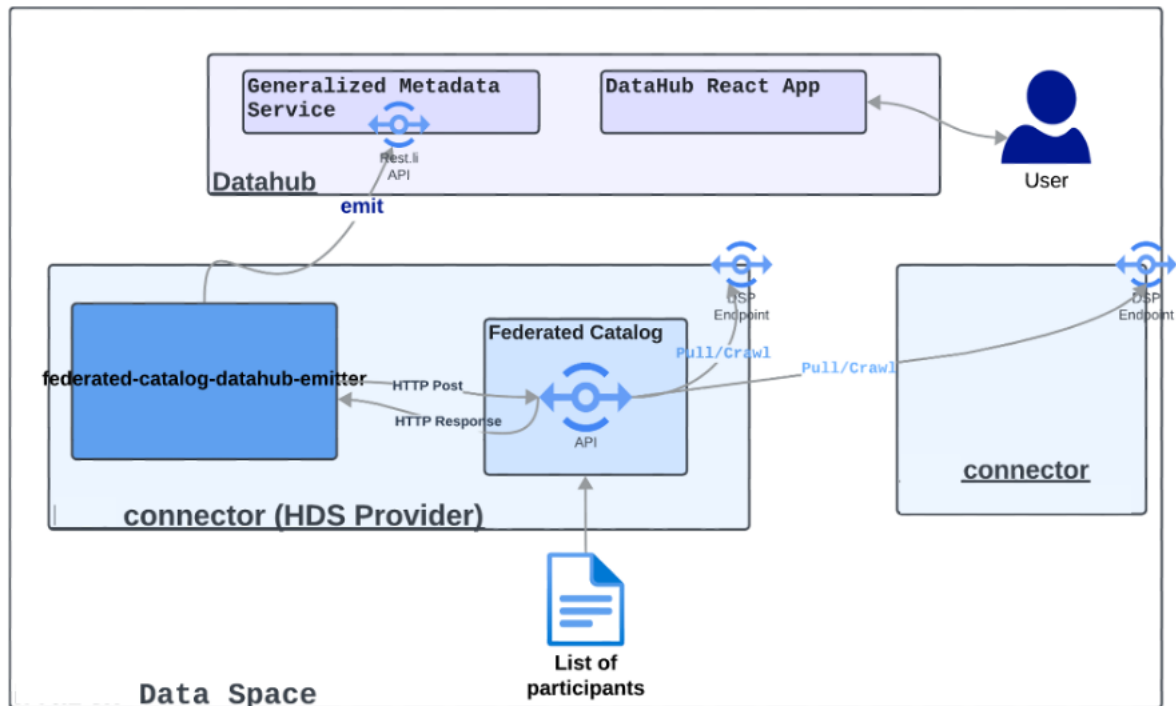 Generalized Metadata
Service
DataHub React App
Rest.li
API
Datahub
User
emit
DSP
Endpoint
DSP
Endpoint
Federated Catalog
Pull/Crawl
Pull/Crawl
federated-catalog-datahub-emitter
HTTP Post
HTTP Response
API
connector
connector (HDS Provider)
List of
participants
Data Space